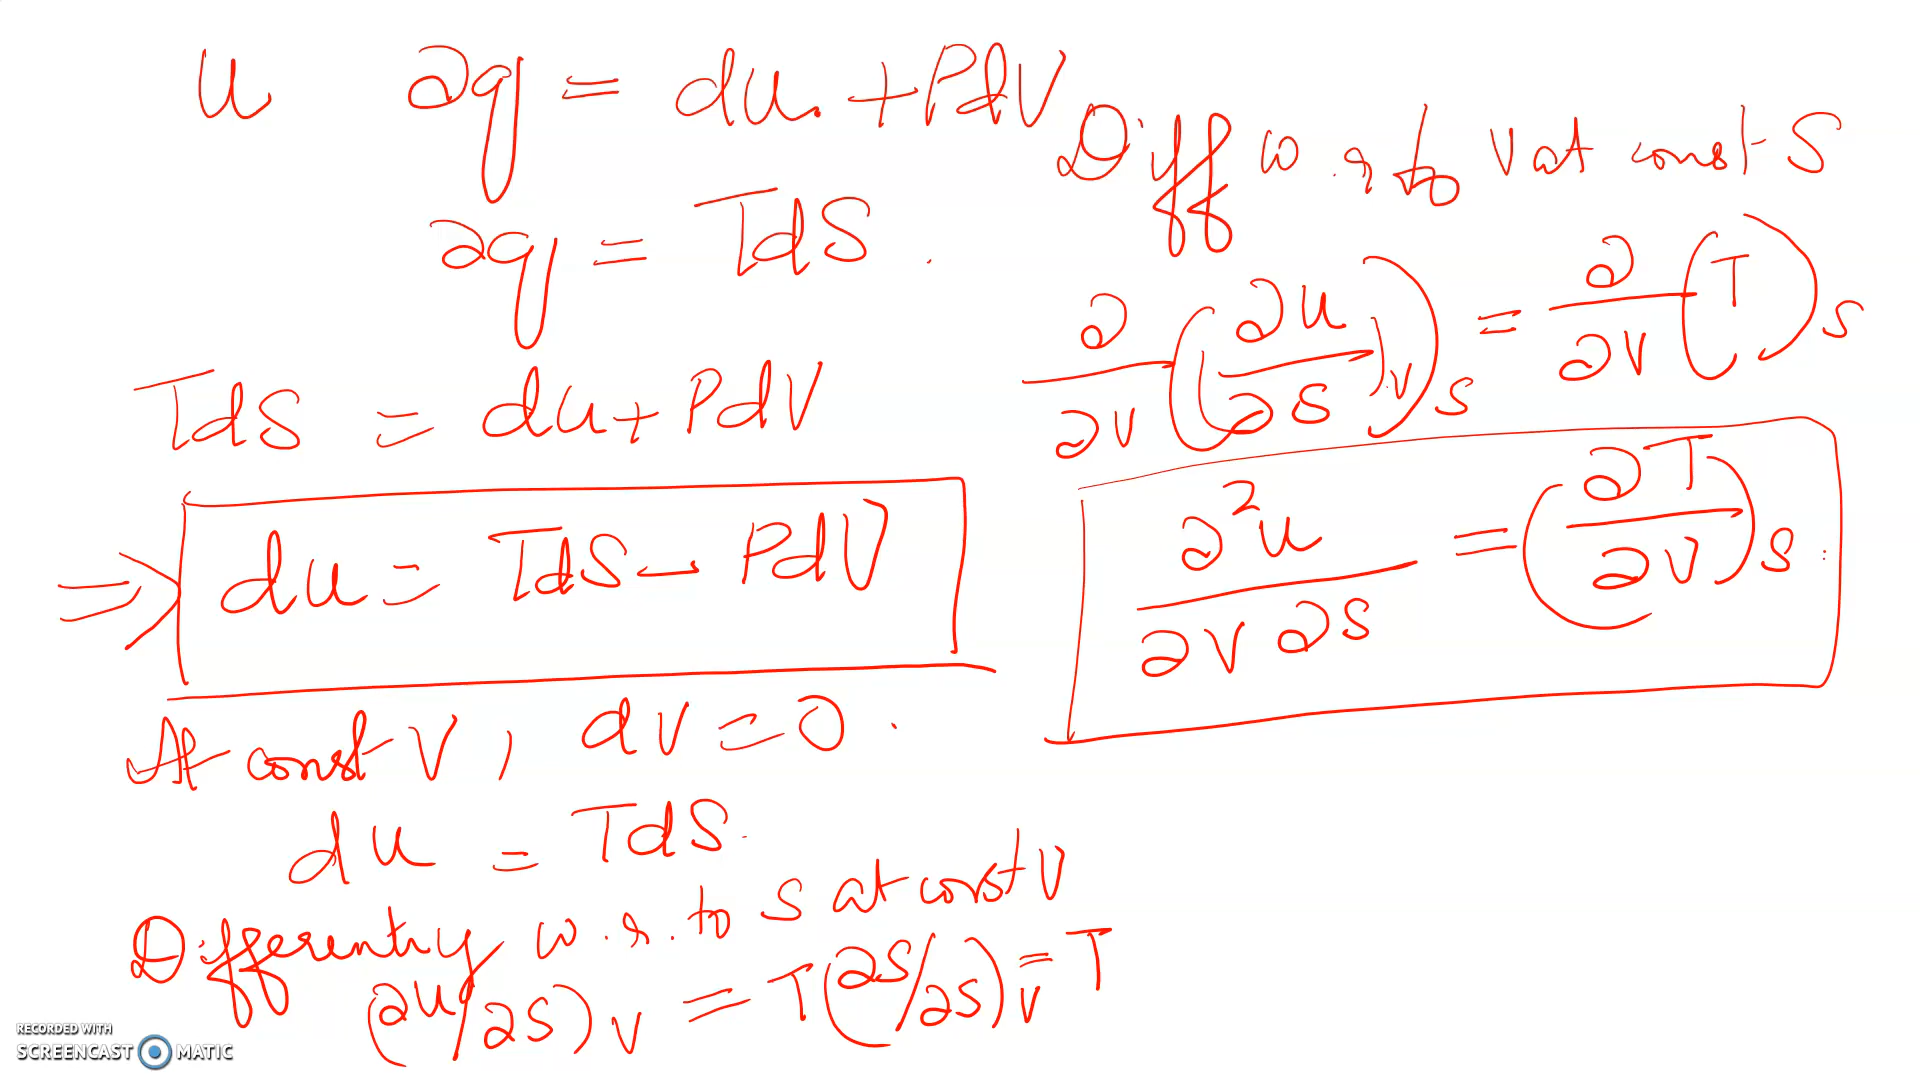 u ∂q = du + PdV
∂q = TdS.
TdS = du + PdV
⇒ du = TdS - PdV
At const V, dV = 0.
du = TdS.
Differentiy w.r.to S at const V
(∂u/∂S)v = T(∂S/∂S)v = T
Diff w.r.to V at const S
∂/∂V ((∂u/∂S)v)s = ∂/∂V (T)s
∂²u/∂V∂S = (∂T/∂V)s
RECORDED WITH
SCREENCAST MATIC